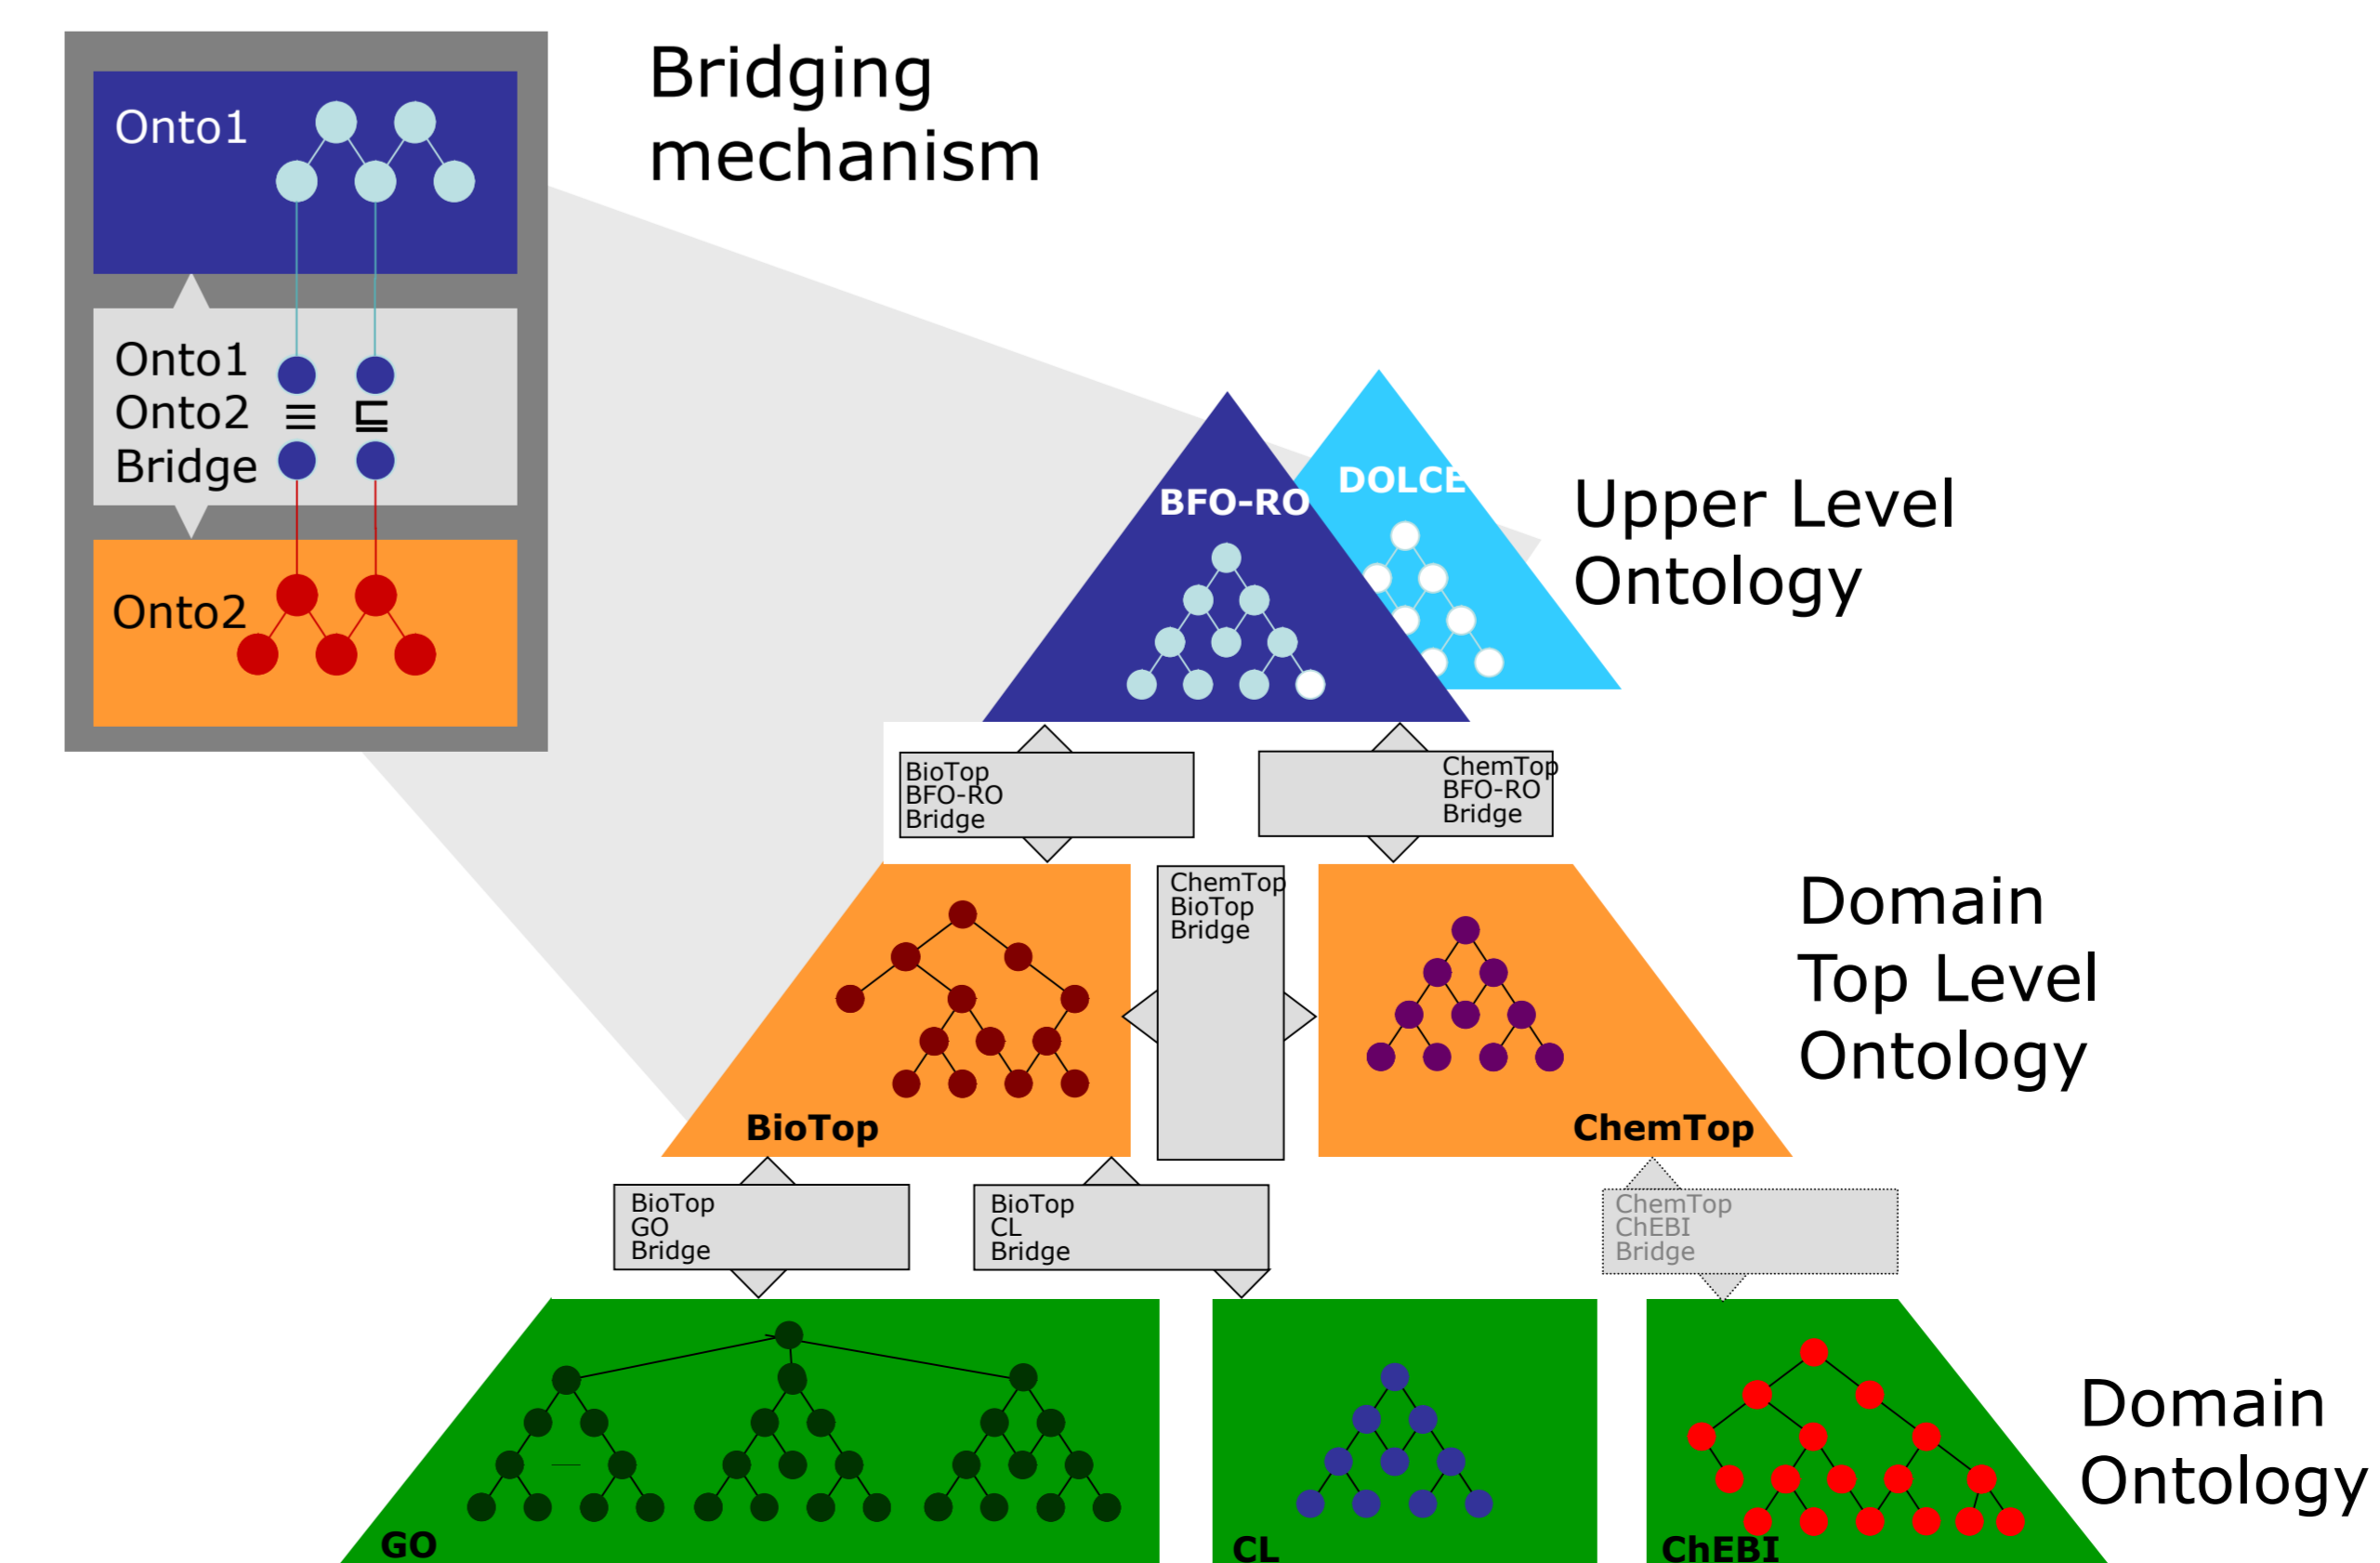 Bridging
mechanism
Onto1
Onto1
Onto2
Bridge
≡
⊑
Onto2
BFO-RO
DOLCE
Upper Level
Ontology
BioTop
BFO-RO
Bridge
ChemTop
BFO-RO
Bridge
ChemTop
BioTop
Bridge
BioTop
ChemTop
Domain
Top Level
Ontology
BioTop
GO
Bridge
BioTop
CL
Bridge
ChemTop
ChEBI
Bridge
GO
CL
ChEBI
Domain
Ontology